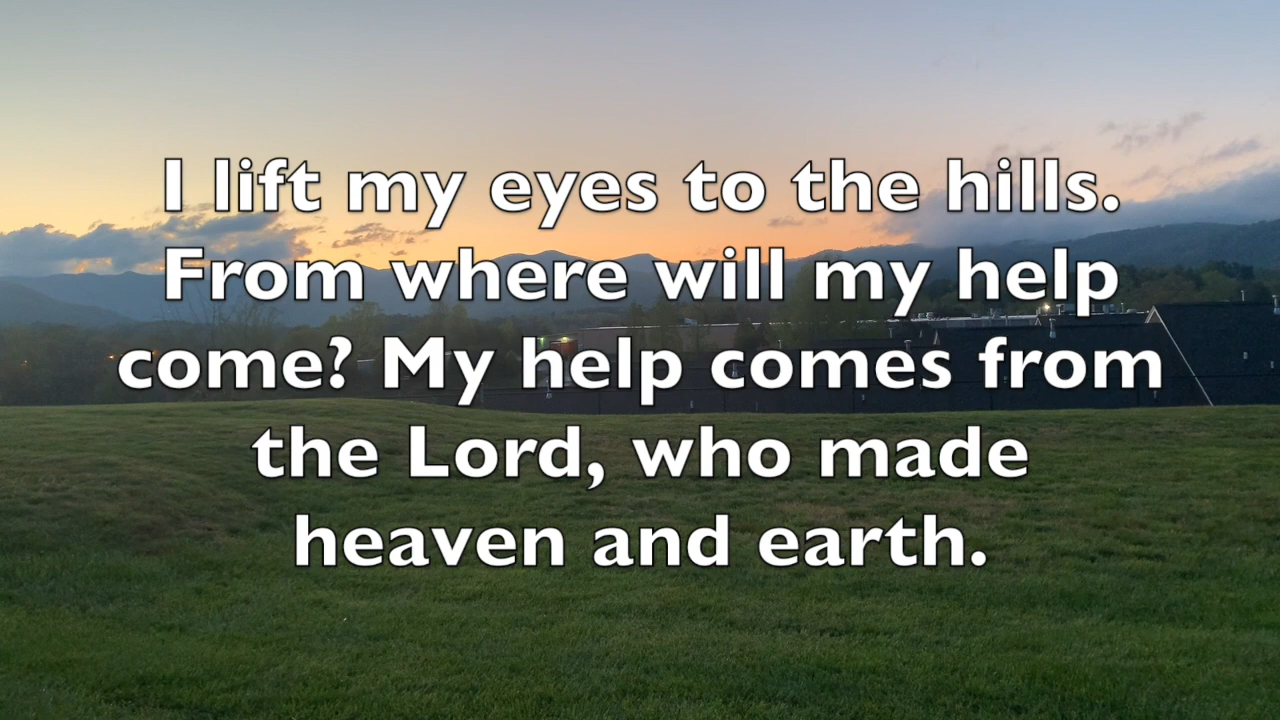 I lift my eyes to the hills.
From where will my help
come? My help comes from
the Lord, who made
heaven and earth.